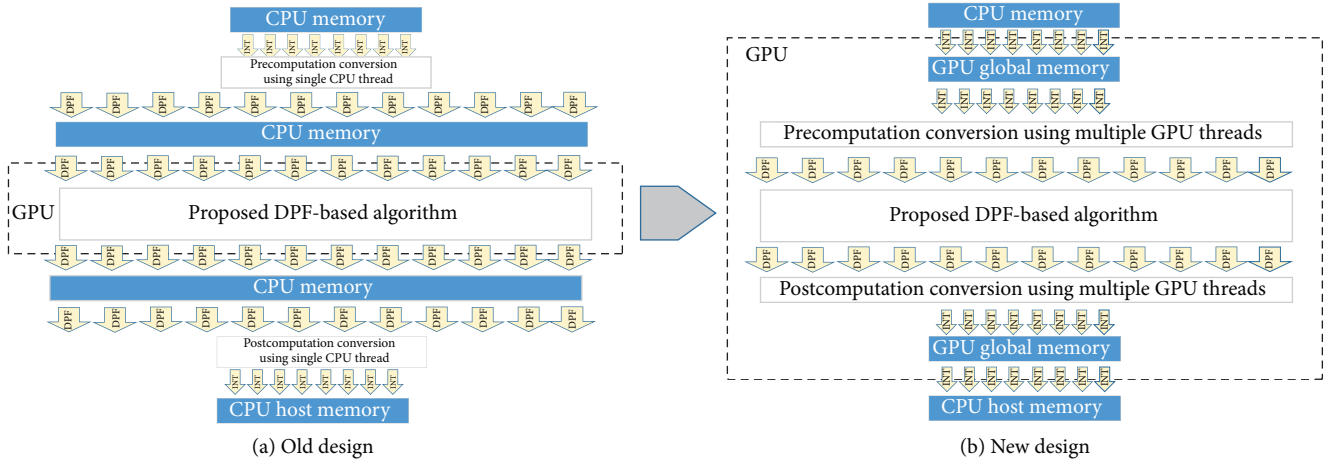 CPU memory
INT INT INT INT INT INT INT INT
Precomputation conversion
using single CPU thread
DPF DPF DPF DPF DPF DPF DPF DPF DPF DPF DPF DPF
CPU memory
DPF DPF DPF DPF DPF DPF DPF DPF DPF DPF DPF DPF
GPU
Proposed DPF-based algorithm
DPF DPF DPF DPF DPF DPF DPF DPF DPF DPF DPF DPF
CPU memory
DPF DPF DPF DPF DPF DPF DPF DPF DPF DPF DPF DPF
Postcomputation conversion
using single CPU thread
INT INT INT INT INT INT INT INT
CPU host memory
(a) Old design
CPU memory
INT INT INT INT INT INT INT INT
GPU
GPU global memory
INT INT INT INT INT INT INT INT
Precomputation conversion using multiple GPU threads
DPF DPF DPF DPF DPF DPF DPF DPF DPF DPF DPF DPF
Proposed DPF-based algorithm
DPF DPF DPF DPF DPF DPF DPF DPF DPF DPF DPF DPF
Postcomputation conversion using multiple GPU threads
INT INT INT INT INT INT INT INT
GPU global memory
INT INT INT INT INT INT INT INT
CPU host memory
(b) New design